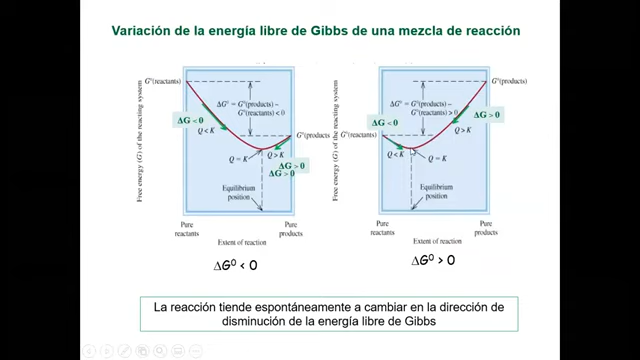 Variación de la energía libre de Gibbs de una mezcla de reacción
Free energy (G) of the reacting system
G°(reactants)
ΔG° = G°(products) –
G°(reactants) < 0
ΔG < 0
Q < K
G°(products)
Q > K
Q = K
ΔG > 0
ΔG > 0
Equilibrium
position
Pure
reactants
Pure
products
Extent of reaction
ΔG⁰ < 0
Free energy (G) of the reacting system
G°(products)
ΔG° = G°(products) –
G°(reactants) > 0
ΔG > 0
ΔG < 0
Q > K
G°(reactants)
Q < K
Q = K
Equilibrium
position
Pure
reactants
Pure
products
Extent of reaction
ΔG⁰ > 0
La reacción tiende espontáneamente a cambiar en la dirección de
disminución de la energía libre de Gibbs